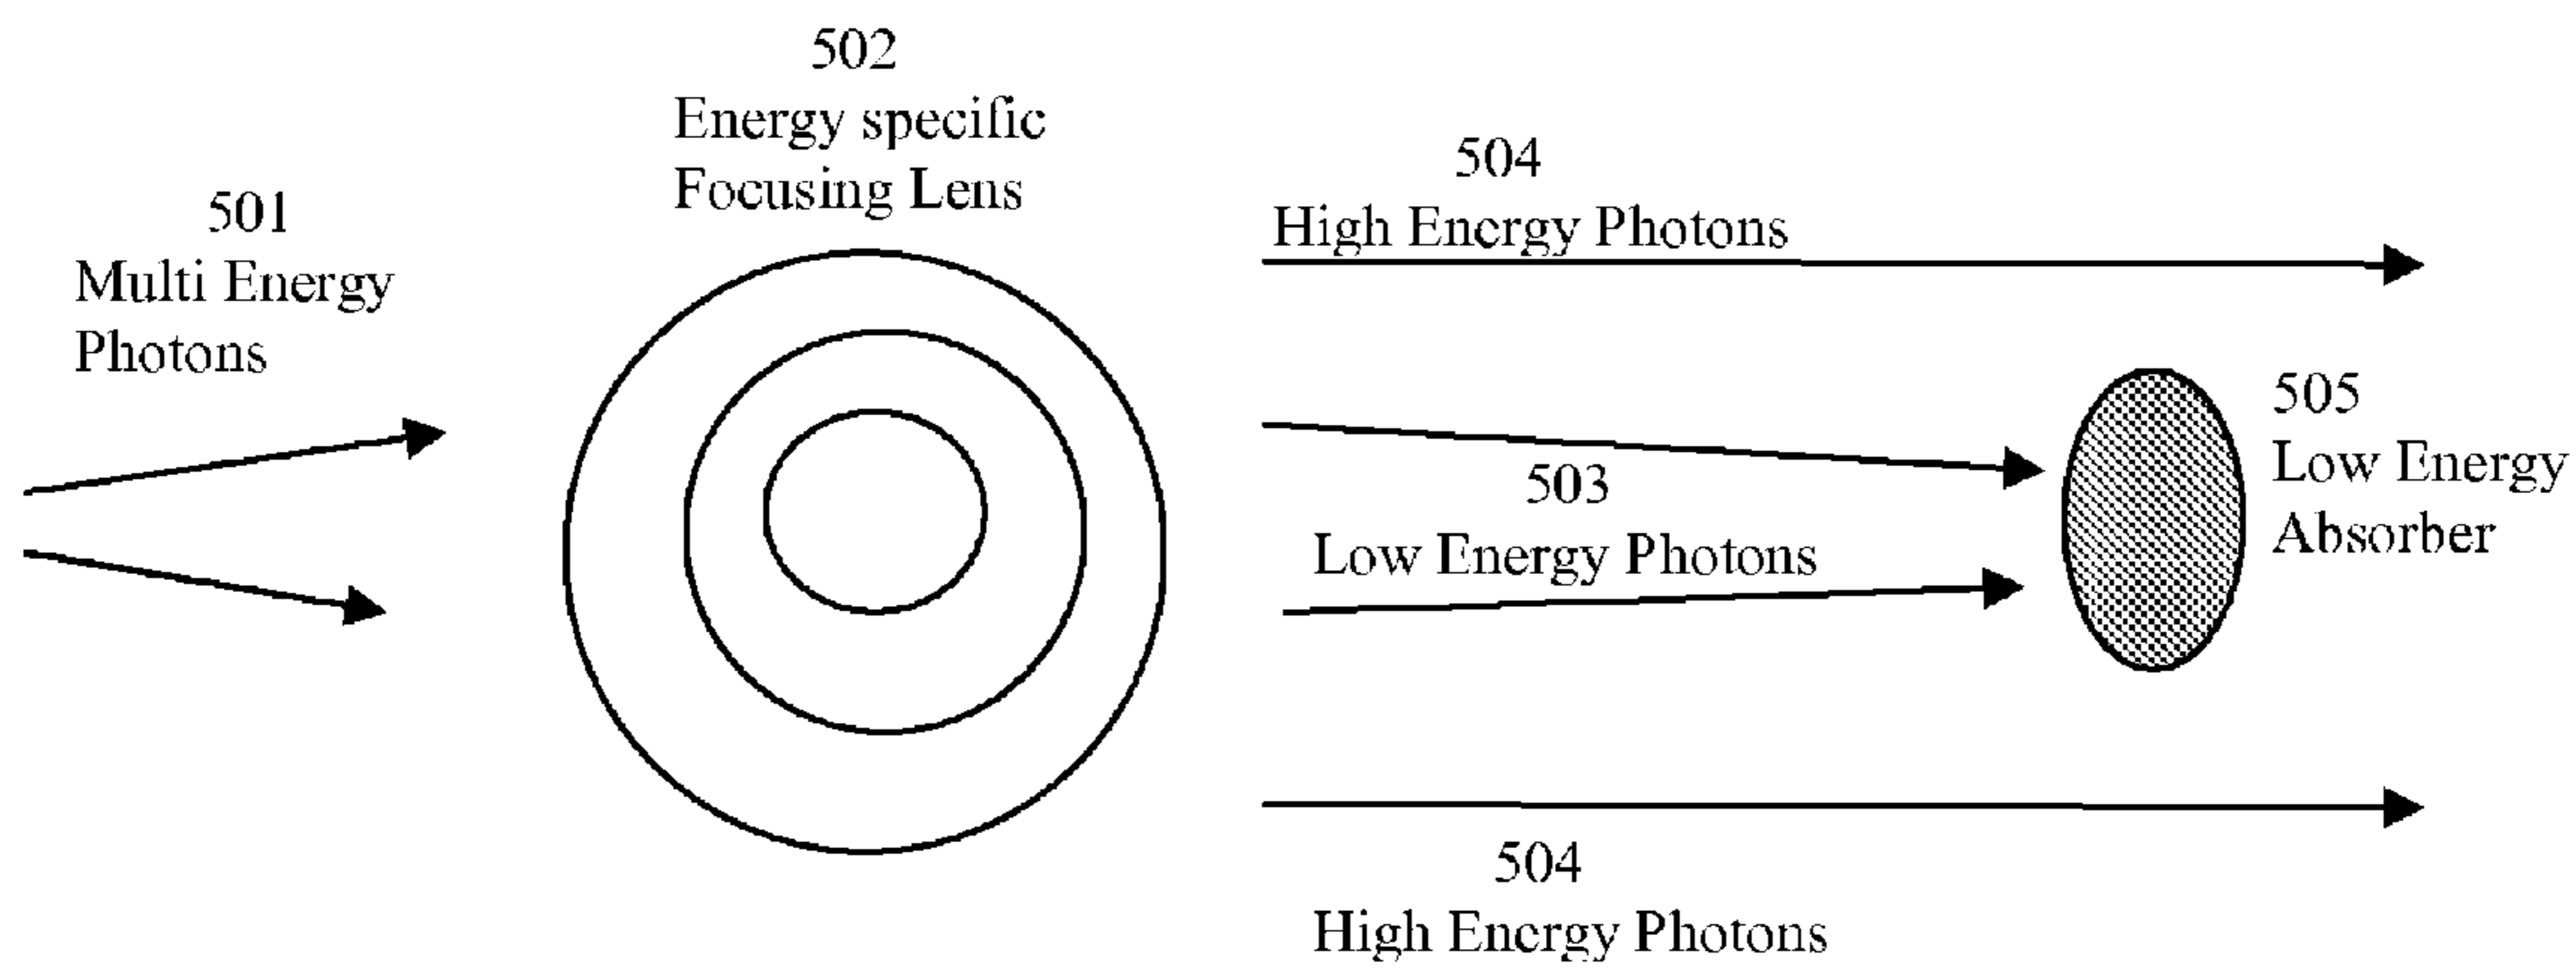 501
Multi Energy
Photons
502
Energy specific
Focusing Lens
504
High Energy Photons
503
Low Energy Photons
505
Low Energy
Absorber
504
High Energy Photons